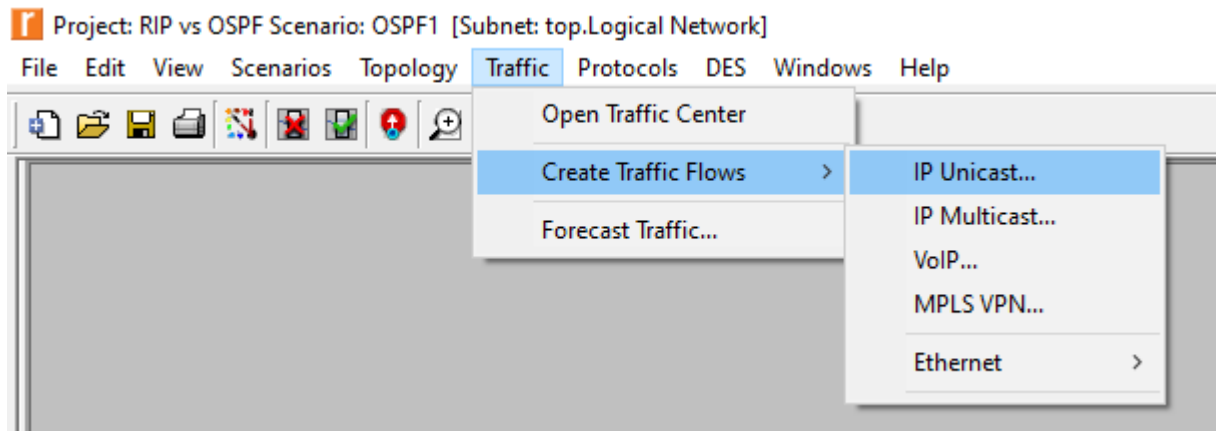 Project: RIP vs OSPF Scenario: OSPF1 [Subnet: top.Logical Network]
File Edit View Scenarios Topology Traffic Protocols DES Windows Help
Open Traffic Center
Create Traffic Flows >
IP Unicast...
IP Multicast...
Forecast Traffic...
VoIP...
MPLS VPN...
Ethernet >